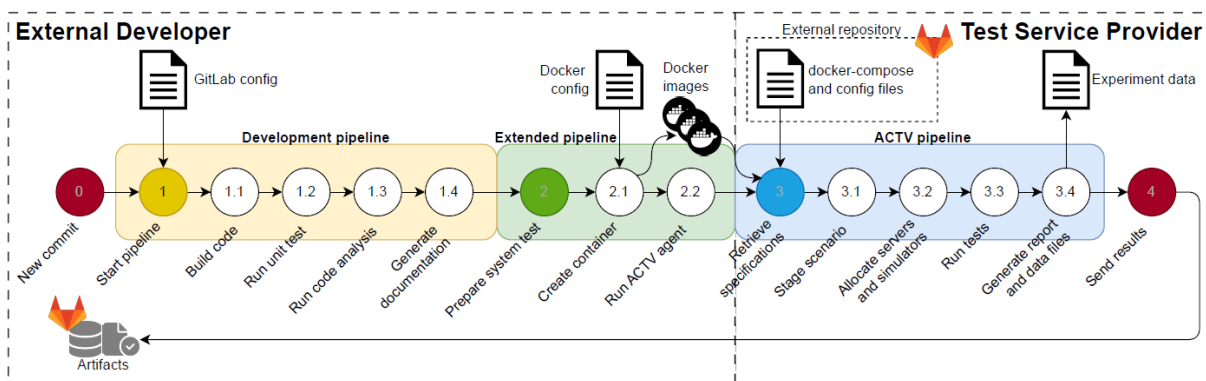 External Developer
Test Service Provider
External repository
GitLab config
Docker
config
Docker
images
docker-compose
and config files
Experiment data
Development pipeline
Extended pipeline
ACTV pipeline
0
1
1.1
1.2
1.3
1.4
2
2.1
2.2
3
3.1
3.2
3.3
3.4
4
New commit
Start pipeline
Build code
Run unit test
Run code analysis
Generate
documentation
Prepare system test
Create container
Run ACTV agent
Retrieve
specifications
Stage scenario
Allocate servers
and simulators
Run tests
Generate report
and data files
Send results
Artifacts